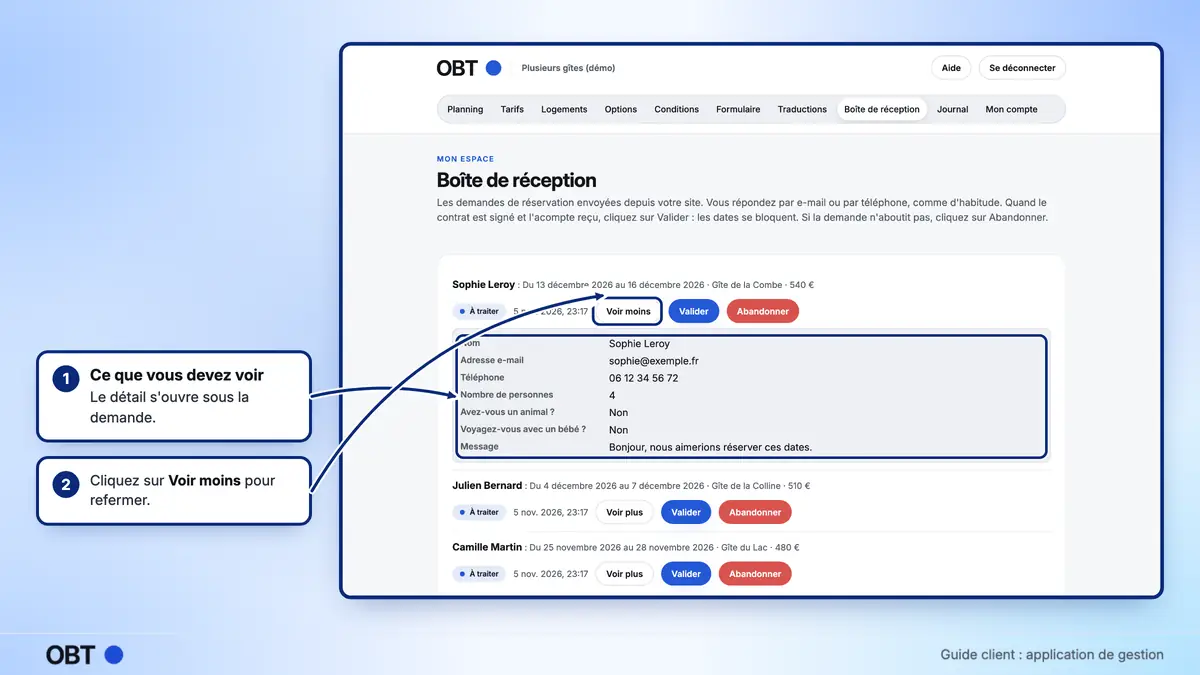 OBT
Plusieurs gîtes (démo)
Aide
Se déconnecter
Planning
Tarifs
Logements
Options
Conditions
Formulaire
Traductions
Boîte de réception
Journal
Mon compte
MON ESPACE
Boîte de réception
Les demandes de réservation envoyées depuis votre site. Vous répondez par e-mail ou par téléphone, comme d'habitude. Quand le
contrat est signé et l'acompte reçu, cliquez sur Valider : les dates se bloquent. Si la demande n'aboutit pas, cliquez sur Abandonner.
Sophie Leroy : Du 13 décembre 2026 au 16 décembre 2026 · Gîte de la Combe · 540 €
À traiter
5 nov. 2026, 23:17
Voir moins
Valider
Abandonner
Nom
Sophie Leroy
Adresse e-mail
sophie@exemple.fr
Téléphone
06 12 34 56 72
Nombre de personnes
4
Avez-vous un animal ?
Non
Voyagez-vous avec un bébé ?
Non
Message
Bonjour, nous aimerions réserver ces dates.
Julien Bernard : Du 4 décembre 2026 au 7 décembre 2026 · Gîte de la Colline · 510 €
À traiter
5 nov. 2026, 23:17
Voir plus
Valider
Abandonner
Camille Martin : Du 25 novembre 2026 au 28 novembre 2026 · Gîte du Lac · 480 €
À traiter
5 nov. 2026, 23:17
Voir plus
Valider
Abandonner
1
Ce que vous devez voir
Le détail s'ouvre sous la
demande.
2
Cliquez sur Voir moins pour
refermer.
OBT
Guide client : application de gestion